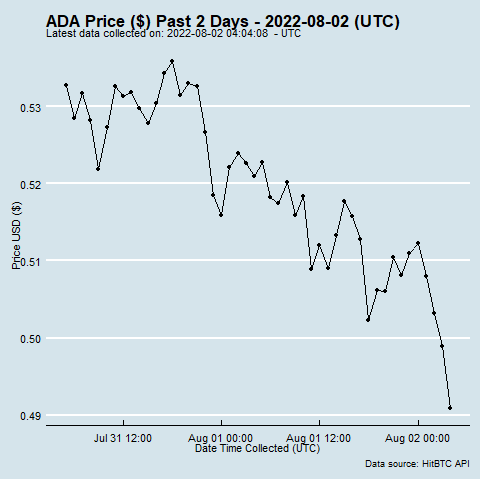 ADA Price ($) Past 2 Days - 2022-08-02 (UTC)
Latest data collected on: 2022-08-02 04:04:08 - UTC
0.53
0.52
0.51
0.50
0.49
Price USD ($)
Jul 31 12:00 Aug 01 00:00 Aug 01 12:00 Aug 02 00:00
Date Time Collected (UTC)
Data source: HitBTC API